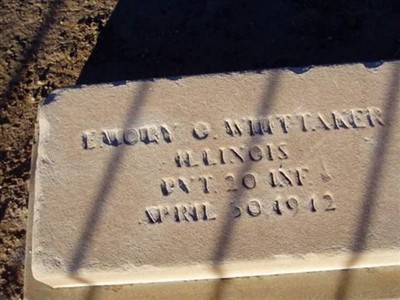 EMORY G. WHITTAKER
ILLINOIS
PVT. 20 INF.
APRIL 30, 1942